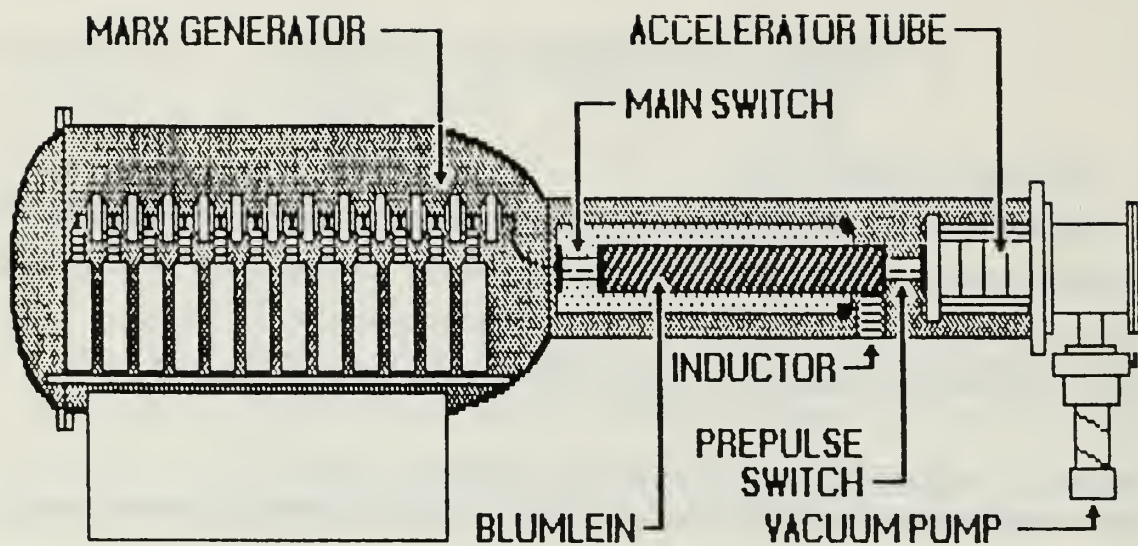 MARX GENERATOR
ACCELERATOR TUBE
MAIN SWITCH
INDUCTOR
PREPULSE
SWITCH
BLUMLEIN
VACUUM PUMP